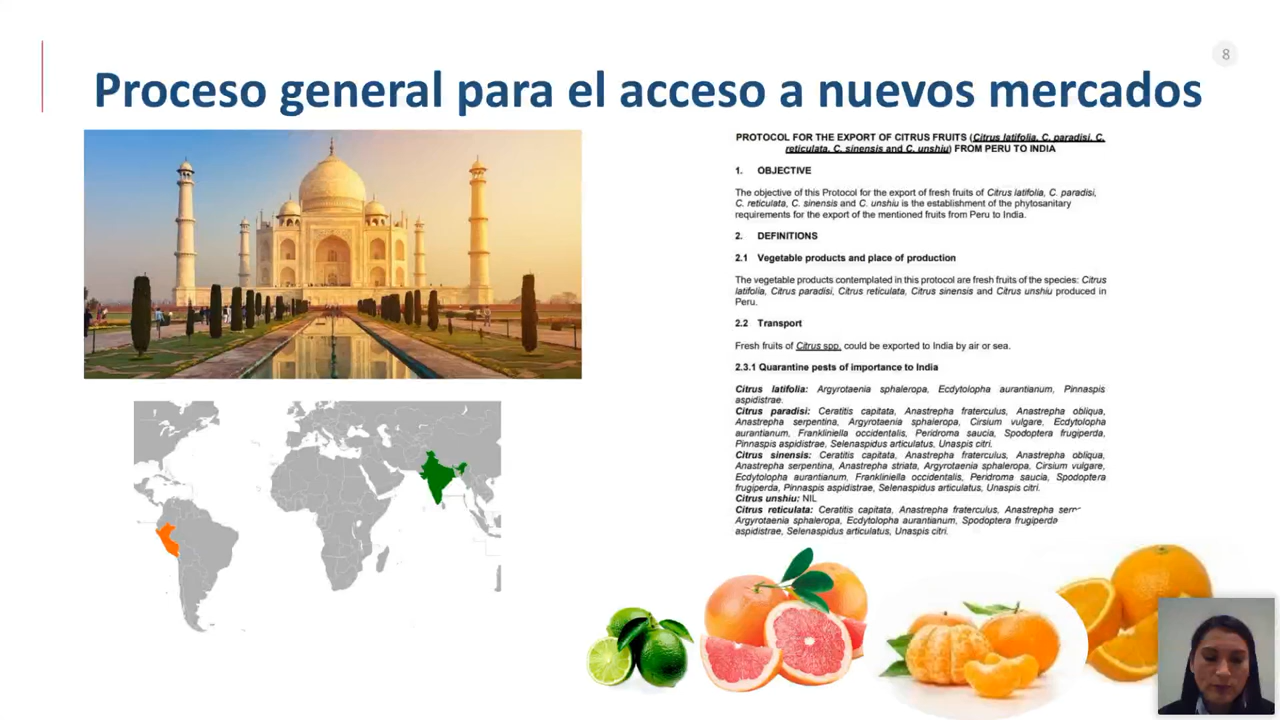 8
Proceso general para el acceso a nuevos mercados
PROTOCOL FOR THE EXPORT OF CITRUS FRUITS (Citrus latifolia, C. paradisi, C.
reticulata, C. sinensis and C. unshiu) FROM PERU TO INDIA
1. OBJECTIVE
The objective of this Protocol for the export of fresh fruits of Citrus latifolia, C. paradisi,
C. reticulata, C. sinensis and C. unshiu is the establishment of the phytosanitary
requirements for the export of the mentioned fruits from Peru to India.
2. DEFINITIONS
2.1 Vegetable products and place of production
The vegetable products contemplated in this protocol are fresh fruits of the species: Citrus
latifolia, Citrus paradisi, Citrus reticulata, Citrus sinensis and Citrus unshiu produced in
Peru.
2.2 Transport
Fresh fruits of Citrus spp. could be exported to India by air or sea.
2.3.1 Quarantine pests of importance to India
Citrus latifolia: Argyrotaenia sphaleropa, Ecdytolopha aurantianum, Pinnaspis
aspidistrae.
Citrus paradisi: Ceratitis capitata, Anastrepha fraterculus, Anastrepha obliqua,
Anastrepha serpentina, Argyrotaenia sphaleropa, Cirsium vulgare, Ecdytolopha
aurantianum, Frankliniella occidentalis, Peridroma saucia, Spodoptera frugiperda,
Pinnaspis aspidistrae, Selenaspidus articulatus, Unaspis citri.
Citrus sinensis: Ceratitis capitata, Anastrepha fraterculus, Anastrepha obliqua,
Anastrepha serpentina, Anastrepha striata, Argyrotaenia sphaleropa, Cirsium vulgare,
Ecdytolopha aurantianum, Frankliniella occidentalis, Peridroma saucia, Spodoptera
frugiperda, Pinnaspis aspidistrae, Selenaspidus articulatus, Unaspis citri.
Citrus unshiu: NIL
Citrus reticulata: Ceratitis capitata, Anastrepha fraterculus, Anastrepha
Argyrotaenia sphaleropa, Ecdytolopha aurantianum, Spodoptera frugiperda
aspidistrae, Selenaspidus articulatus, Unaspis citri.